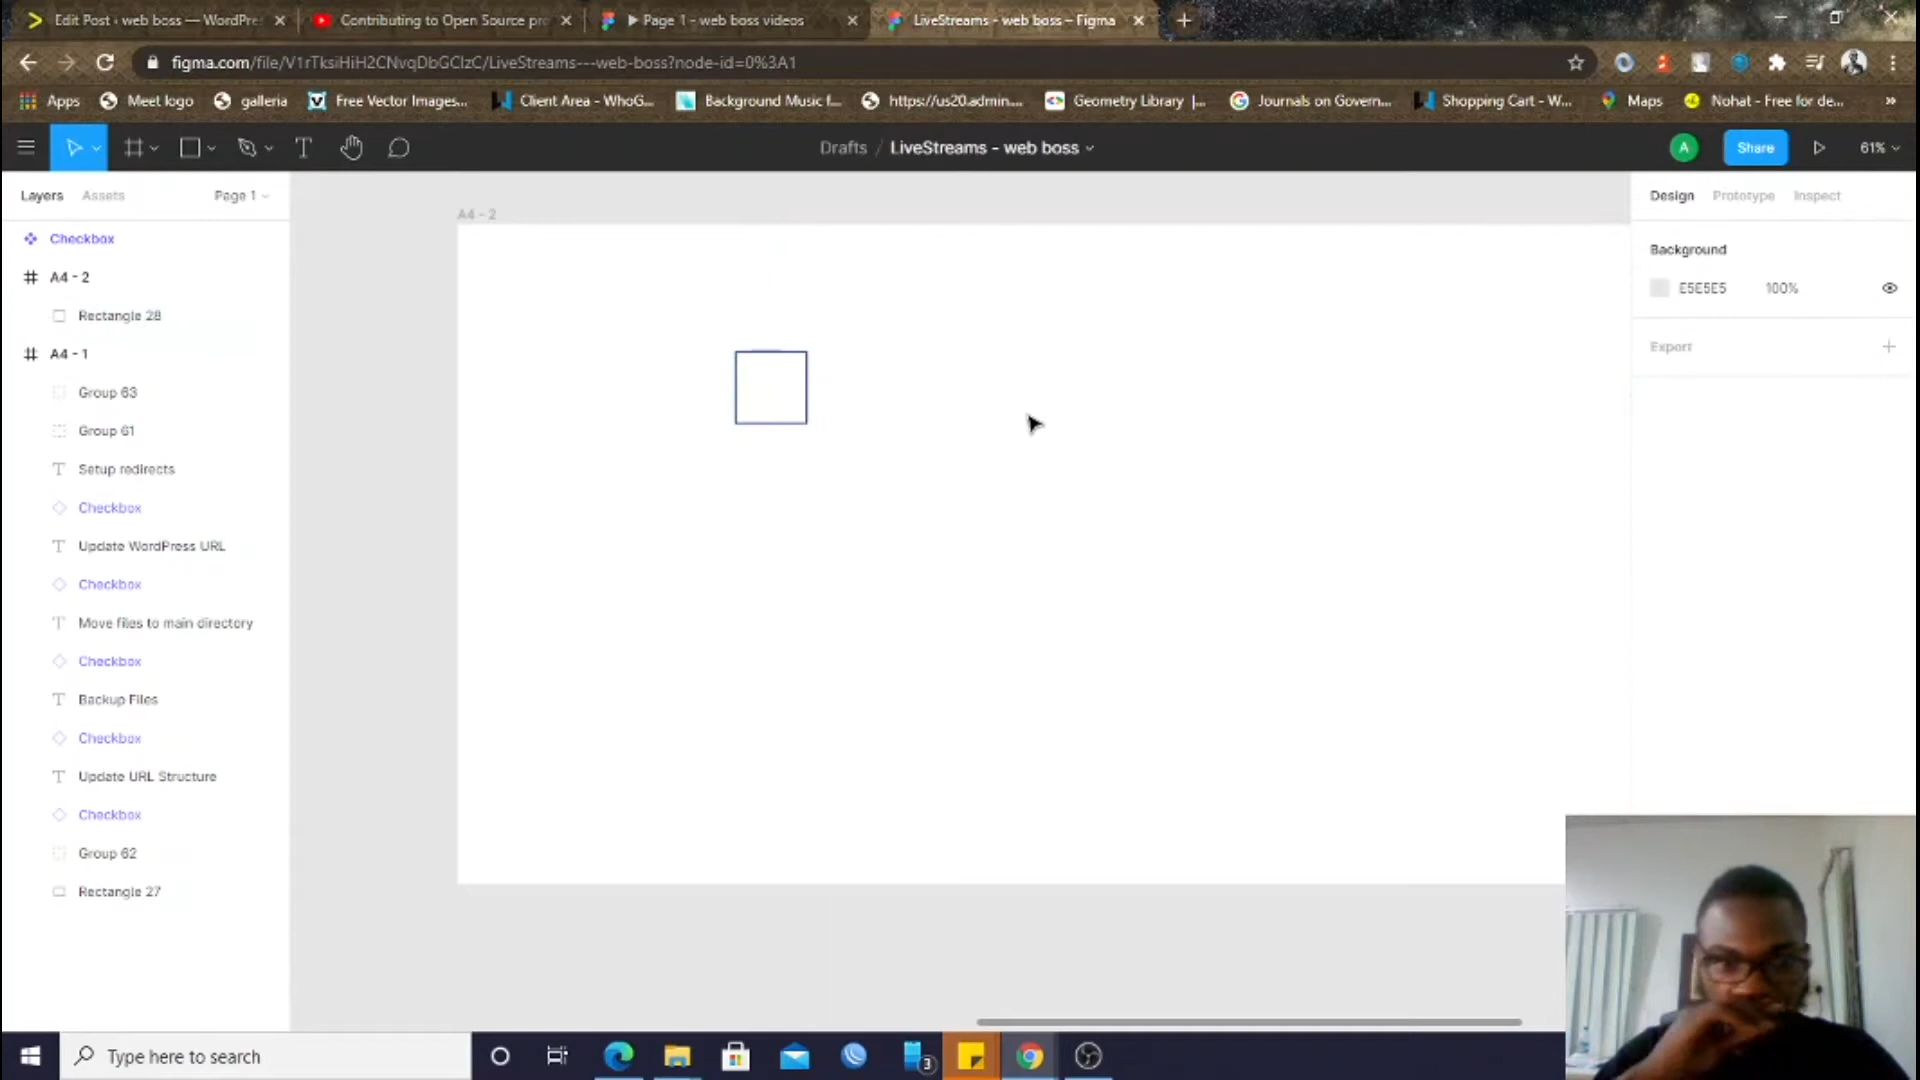 Edit Post ‹ web boss — WordPre
Contributing to Open Source pro
▶ Page 1 - web boss videos
LiveStreams - web boss – Figma
figma.com/file/V1rTksiHiH2CNvqDbGClzC/LiveStreams---web-boss?node-id=0%3A1
Apps
Meet logo
galleria
Free Vector Images...
Client Area - WhoG...
Background Music f...
https://us20.admin....
Geometry Library |...
Journals on Govern...
Shopping Cart - W...
Maps
Nohat - Free for de...
»
Drafts / LiveStreams - web boss
A
Share
61%
Layers
Assets
Page 1
Checkbox
A4 - 2
Rectangle 28
A4 - 1
Group 63
Group 61
Setup redirects
Checkbox
Update WordPress URL
Checkbox
Move files to main directory
Checkbox
Backup Files
Checkbox
Update URL Structure
Checkbox
Group 62
Rectangle 27
A4 - 2
Design
Prototype
Inspect
Background
E5E5E5
100%
Export
Type here to search
3